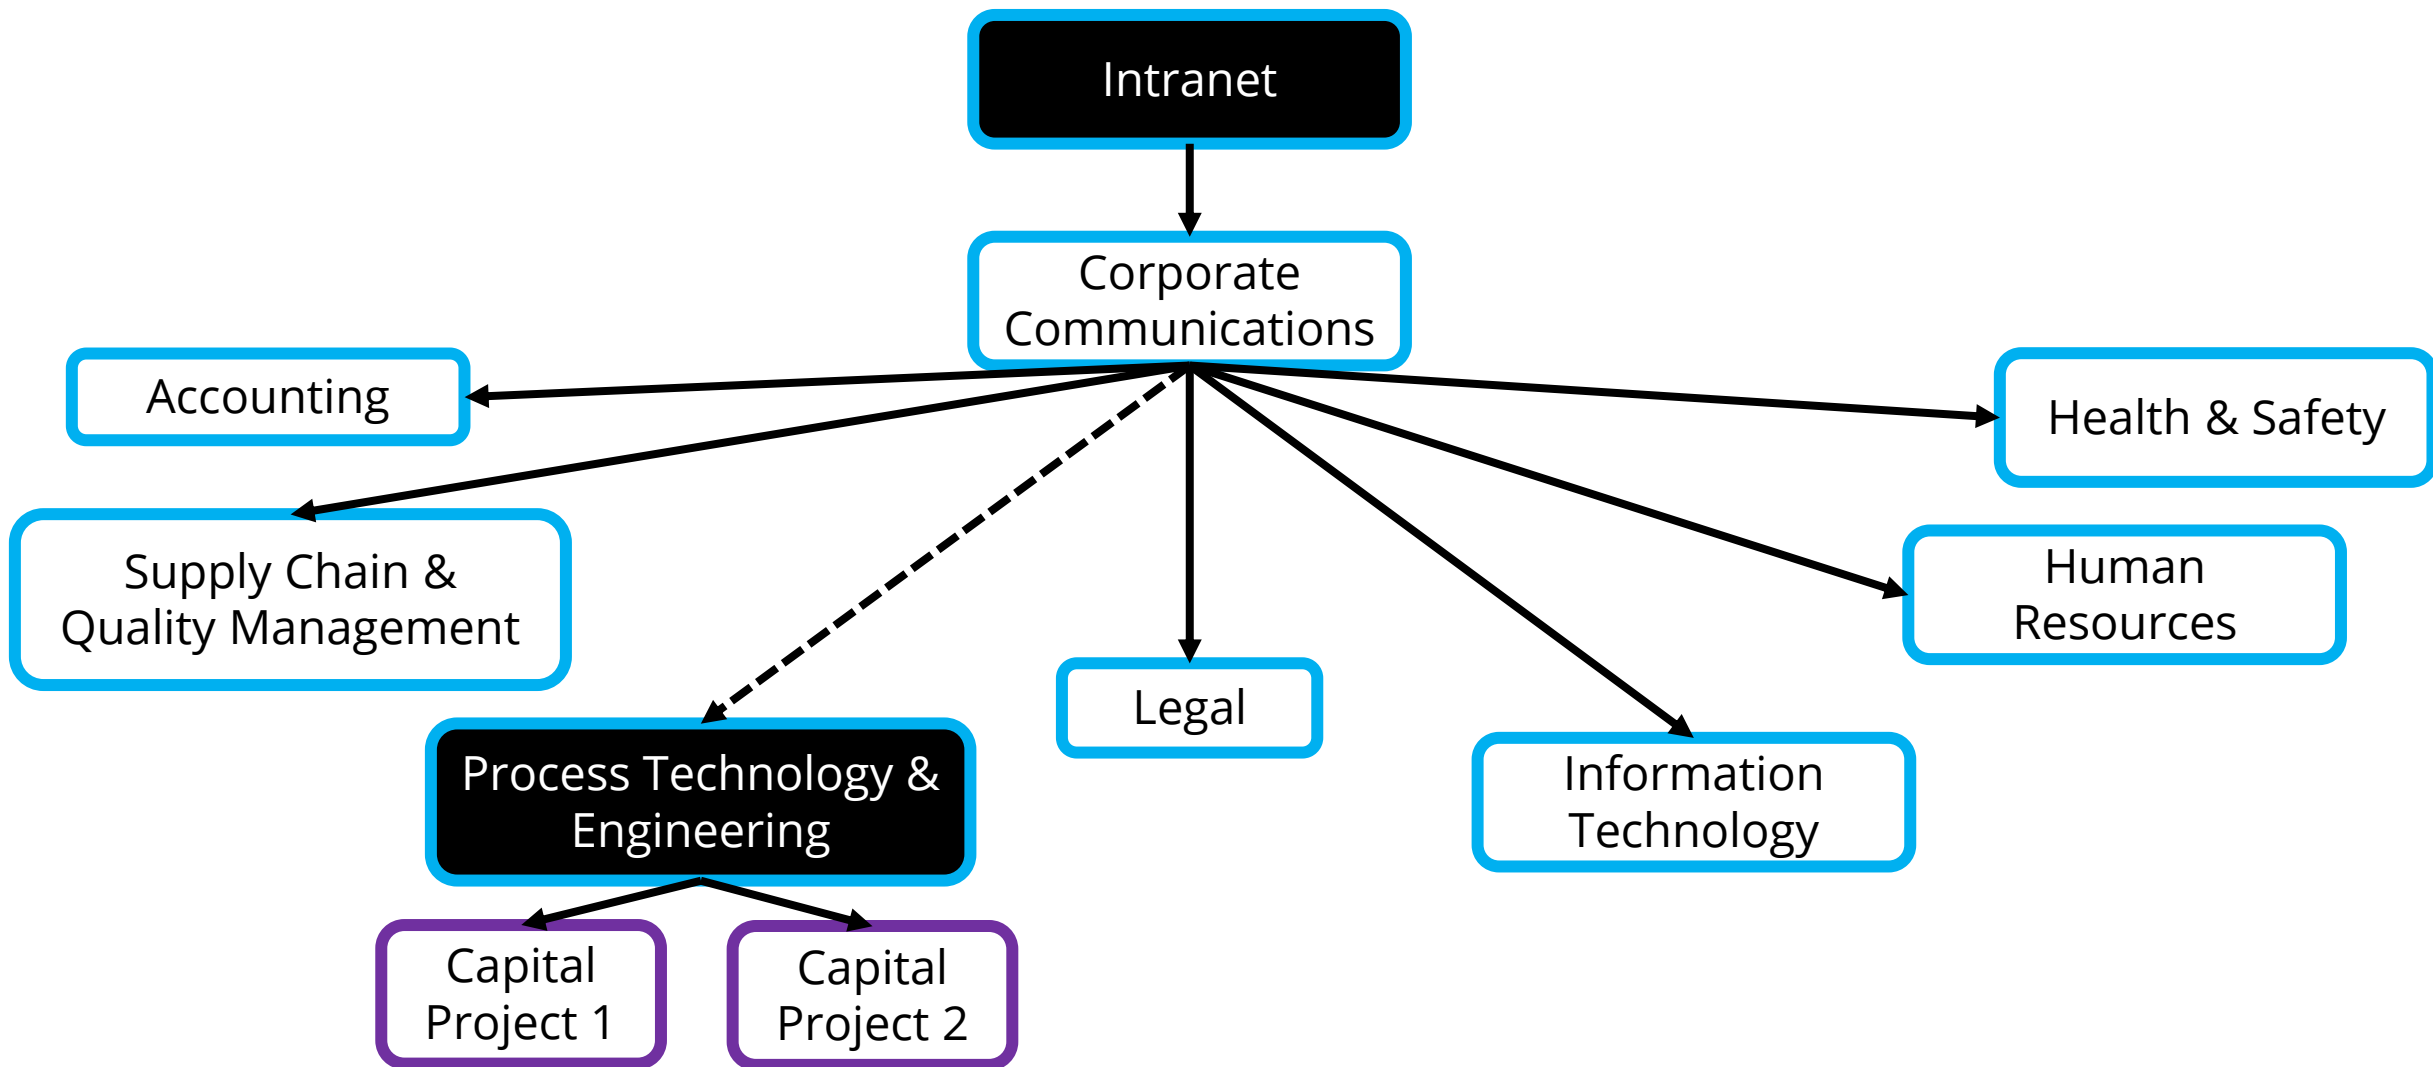 Intranet
Corporate
Communications
Accounting
Health & Safety
Supply Chain &
Quality Management
Human
Resources
Legal
Process Technology &
Engineering
Information
Technology
Capital
Project 1
Capital
Project 2